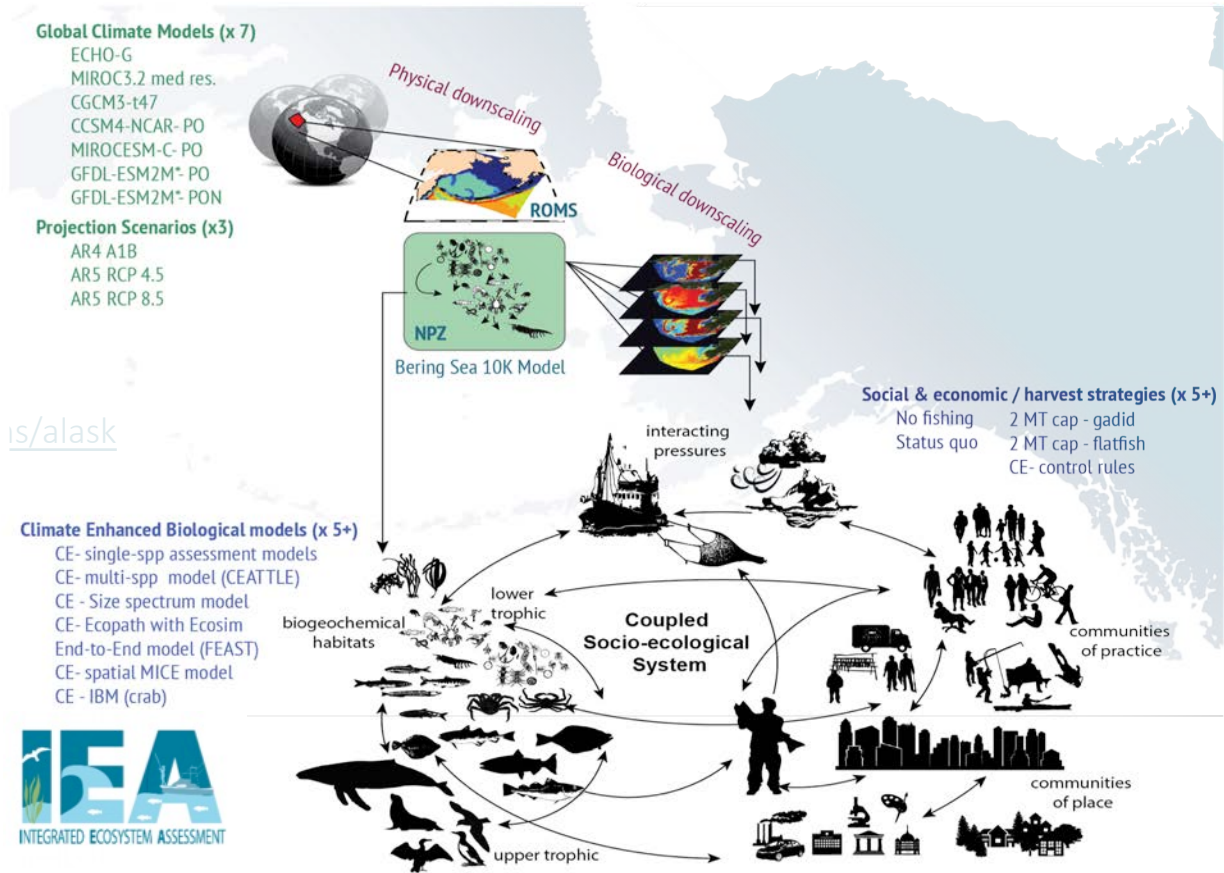 Global Climate Models (x 7)
ECHO-G
MIROC3.2 med res.
CGCM3-t47
CCSM4-NCAR- PO
MIROCESM-C- PO
GFDL-ESM2M*- PO
GFDL-ESM2M*- PON
Projection Scenarios (x3)
AR4 A1B
AR5 RCP 4.5
AR5 RCP 8.5
Physical downscaling
ROMS
Biological downscaling
NPZ
Bering Sea 10K Model
Social & economic / harvest strategies (x 5+)
No fishing 2 MT cap - gadid
Status quo 2 MT cap - flatfish
CE- control rules
is/alask
interacting
pressures
Climate Enhanced Biological models (x 5+)
CE- single-spp assessment models
CE- multi-spp model (CEATTLE)
CE - Size spectrum model
CE- Ecopath with Ecosim
End-to-End model (FEAST)
CE- spatial MICE model
CE - IBM (crab)
biogeochemical
habitats
lower
trophic
Coupled
Socio-ecological
System
communities
of practice
communities
of place
upper trophic
IEA
INTEGRATED ECOSYSTEM ASSESSMENT